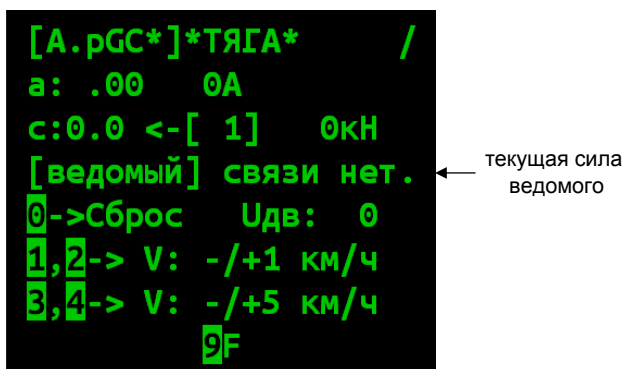 [A.pGC*]*ТЯГА* /
a: .00 0A
c:0.0 <-[ 1] 0кН
[ведомый] связи нет.
текущая сила
ведомого
0->Сброс Uдв: 0
1,2-> V: -/+1 км/ч
3,4-> V: -/+5 км/ч
9F